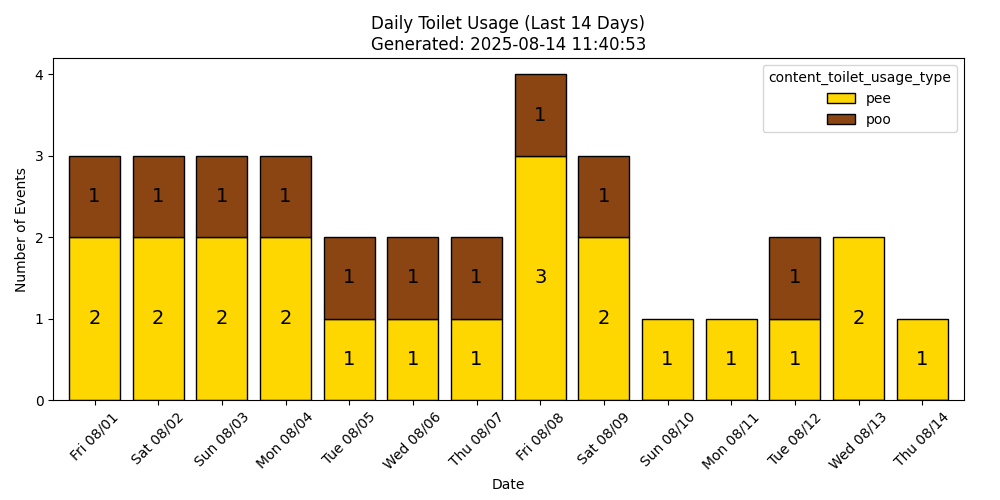 Daily Toilet Usage (Last 14 Days)
Generated: 2025-08-14 11:40:53
content_toilet_usage_type
pee
poo
Number of Events
4
3
2
1
0
1
1
1
1
1
1
1
1
1
1
2
2
2
2
1
1
1
3
2
1
1
1
2
1
Fri 08/01
Sat 08/02
Sun 08/03
Mon 08/04
Tue 08/05
Wed 08/06
Thu 08/07
Fri 08/08
Sat 08/09
Sun 08/10
Mon 08/11
Tue 08/12
Wed 08/13
Thu 08/14
Date